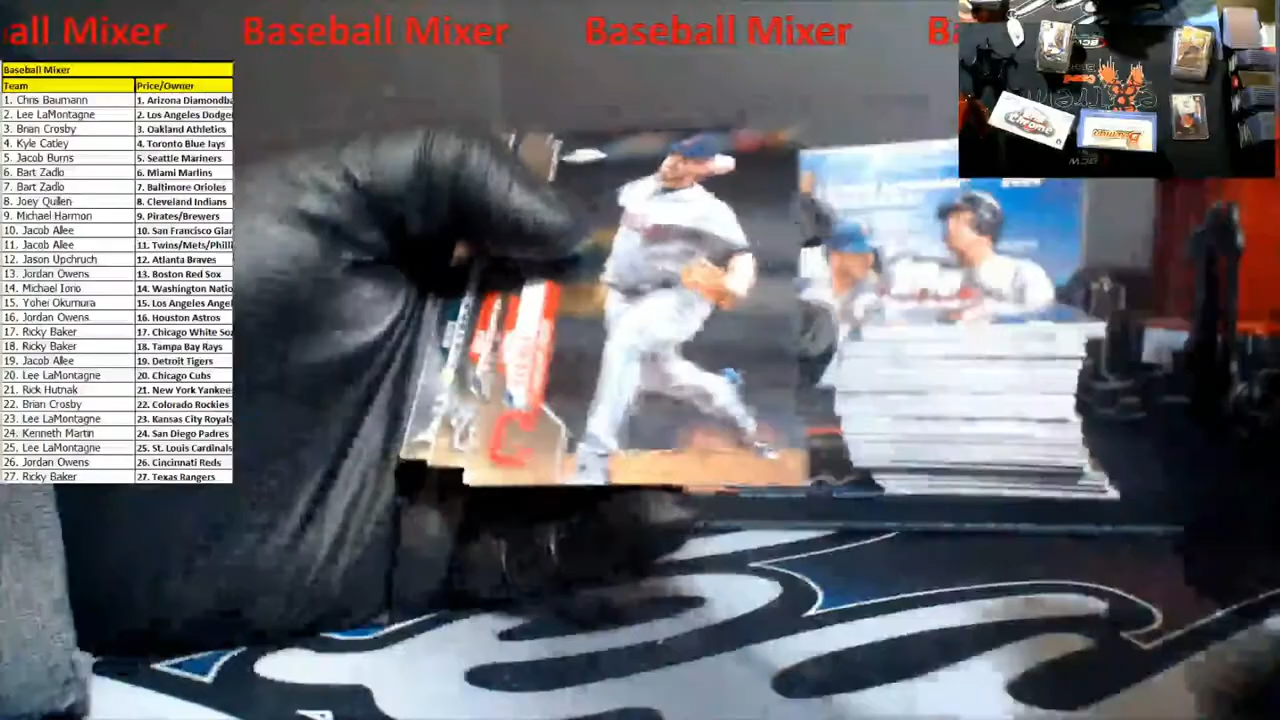 all Mixer Baseball Mixer Baseball Mixer Ba
Baseball Mixer
Team Price/Owner
1. Chris Baumann 1. Arizona Diamondba
2. Lee LaMontagne 2. Los Angeles Dodge
3. Brian Crosby 3. Oakland Athletics
4. Kyle Catley 4. Toronto Blue Jays
5. Jacob Burns 5. Seattle Mariners
6. Bart Zadlo 6. Miami Marlins
7. Bart Zadlo 7. Baltimore Orioles
8. Joey Quillen 8. Cleveland Indians
9. Michael Harmon 9. Pirates/Brewers
10. Jacob Allee 10. San Francisco Gian
11. Jacob Allee 11. Twins/Mets/Philli
12. Jason Upchruch 12. Atlanta Braves
13. Jordan Owens 13. Boston Red Sox
14. Michael Iorio 14. Washington Natio
15. Yohei Okumura 15. Los Angeles Angel
16. Jordan Owens 16. Houston Astros
17. Ricky Baker 17. Chicago White Sox
18. Ricky Baker 18. Tampa Bay Rays
19. Jacob Allee 19. Detroit Tigers
20. Lee LaMontagne 20. Chicago Cubs
21. Rick Hutnak 21. New York Yankee
22. Brian Crosby 22. Colorado Rockies
23. Lee LaMontagne 23. Kansas City Royals
24. Kenneth Martin 24. San Diego Padres
25. Lee LaMontagne 25. St. Louis Cardinals
26. Jordan Owens 26. Cincinnati Reds
27. Ricky Baker 27. Texas Rangers
chrome